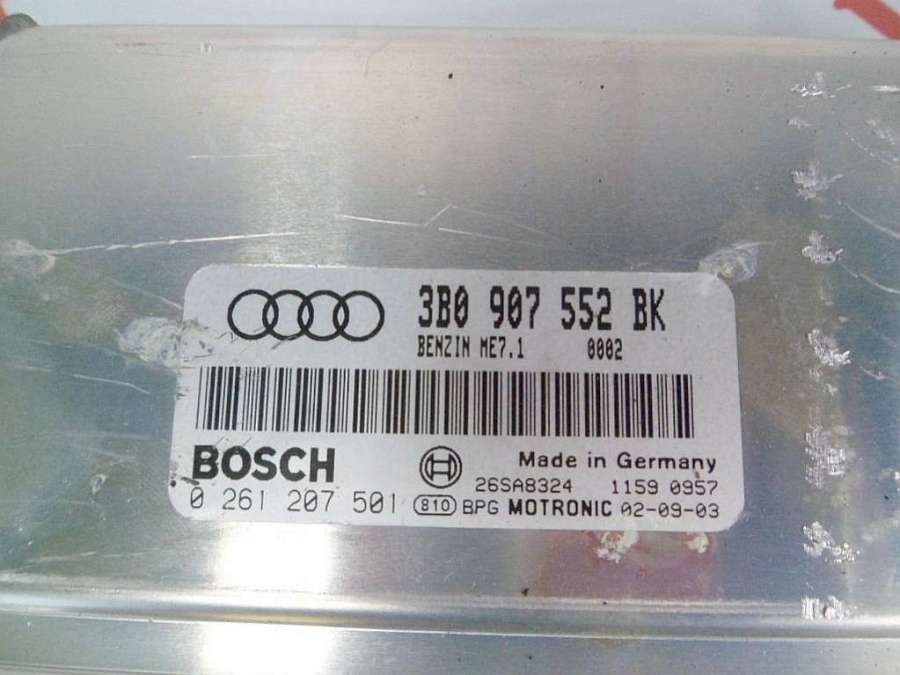 3B0 907 552 BK
BENZIN ME7.1 0002
BOSCH Made in Germany
26SA8324 1159 0957
0 261 207 501 810 BPG MOTRONIC 02-09-03